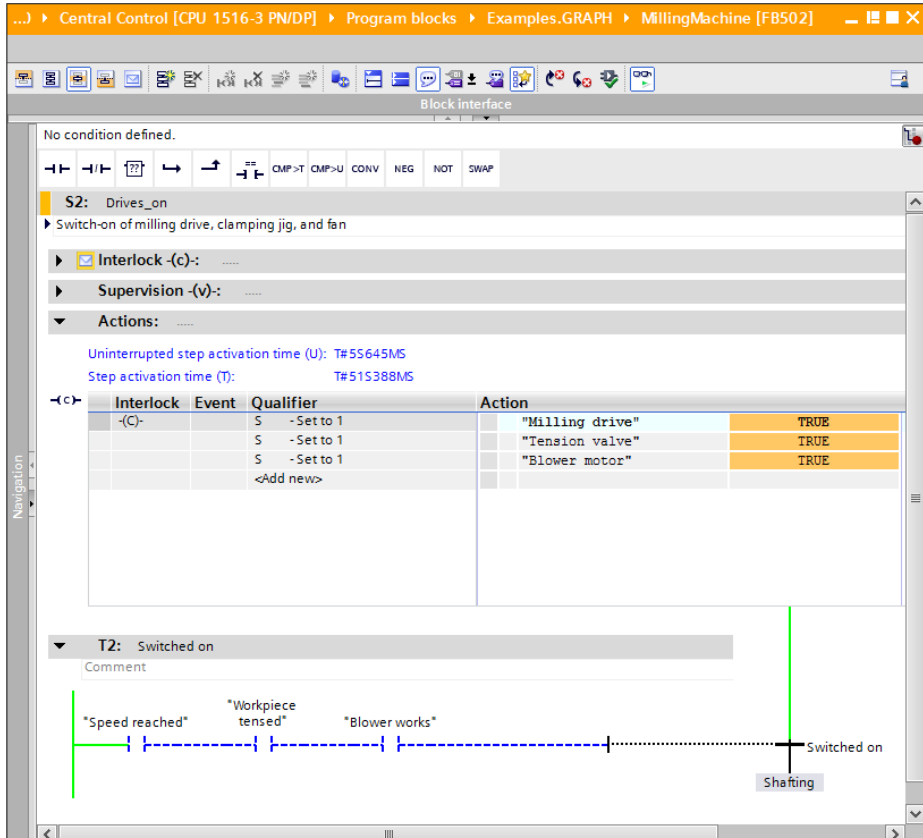 ...) Central Control [CPU 1516-3 PN/DP] Program blocks Examples.GRAPH MillingMachine [FB502]
Block interface
No condition defined.
?? == CMP>T CMP>U CONV NEG NOT SWAP
S2: Drives_on
Switch-on of milling drive, clamping jig, and fan
Interlock -(c)-: .....
Supervision -(v)-: .....
Actions: .....
Uninterrupted step activation time (U): T#5S645MS
Step activation time (T): T#51S388MS
(c) Interlock Event Qualifier Action
-(C)- S - Set to 1 "Milling drive" TRUE
S - Set to 1 "Tension valve" TRUE
S - Set to 1 "Blower motor" TRUE
<Add new>
Navigation
T2: Switched on
Comment
"Speed reached" "Workpiece tensed" "Blower works"
Switched on
Shafting